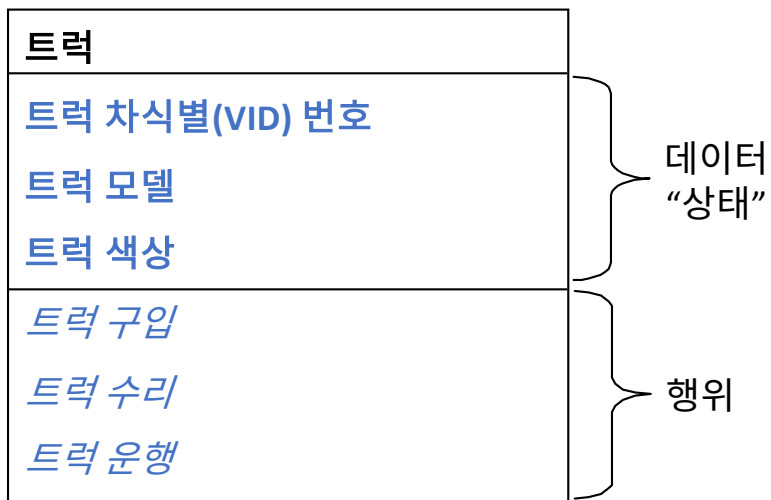 트럭
트럭 차식별(VID) 번호
트럭 모델
트럭 색상
데이터
“상태”
트럭 구입
트럭 수리
트럭 운행
행위